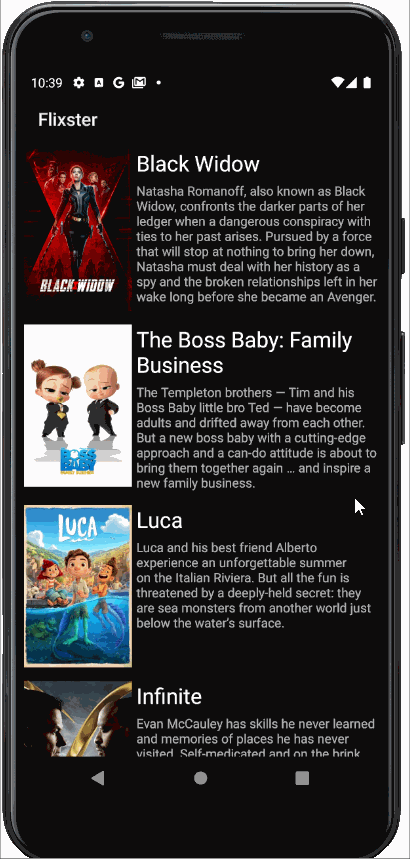 10:39
Flixster
BLACK WIDOW
Black Widow
Natasha Romanoff, also known as Black
Widow, confronts the darker parts of her
ledger when a dangerous conspiracy with
ties to her past arises. Pursued by a force
that will stop at nothing to bring her down,
Natasha must deal with her history as a
spy and the broken relationships left in her
wake long before she became an Avenger.
BOSS
BABY
The Boss Baby: Family
Business
The Templeton brothers — Tim and his
Boss Baby little bro Ted — have become
adults and drifted away from each other.
But a new boss baby with a cutting-edge
approach and a can-do attitude is about to
bring them together again … and inspire a
new family business.
LUCA
Luca
Luca and his best friend Alberto
experience an unforgettable summer
on the Italian Riviera. But all the fun is
threatened by a deeply-held secret: they
are sea monsters from another world just
below the water’s surface.
Infinite
Evan McCauley has skills he never learned
and memories of places he has never
visited. Self-medicated and on the brink